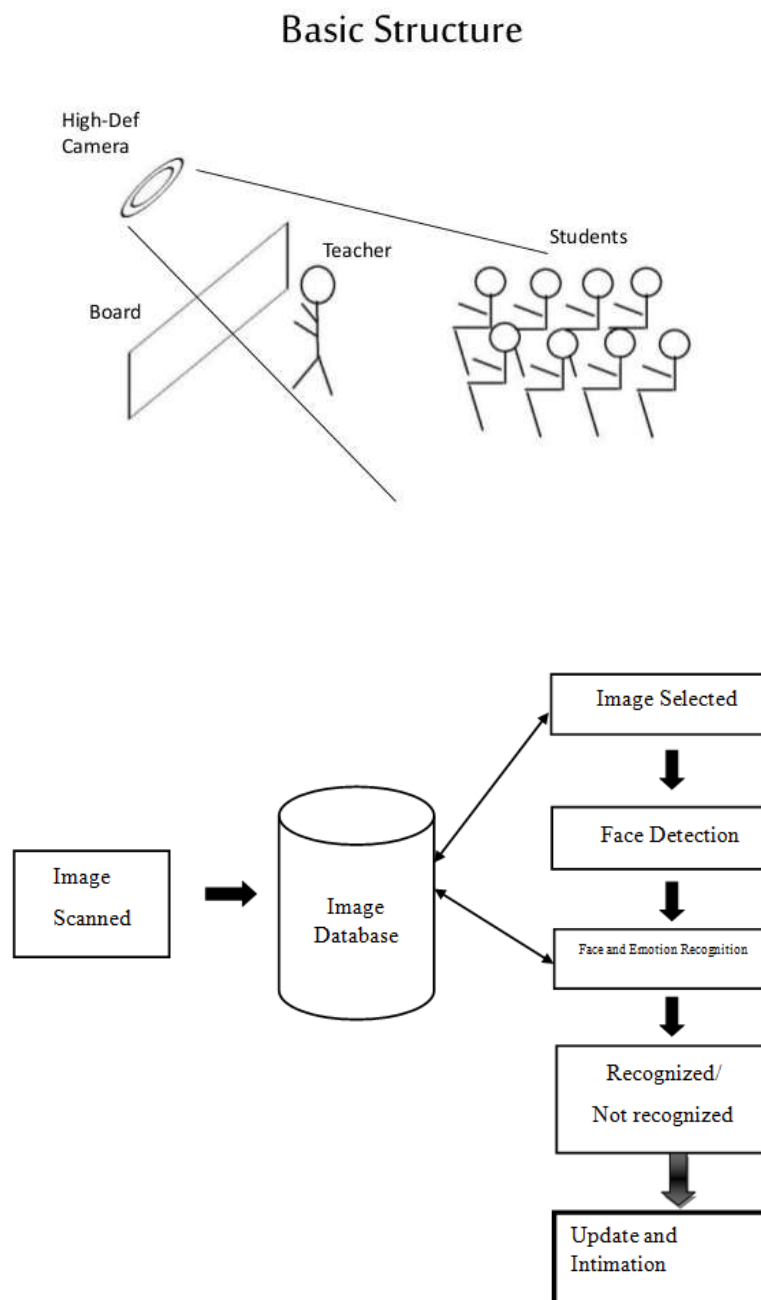 Basic Structure
High-Def
Camera
Teacher
Students
Board
Image Selected
Face Detection
Image
Scanned
Image
Database
Face and Emotion Recognition
Recognized/
Not recognized
Update and
Intimation